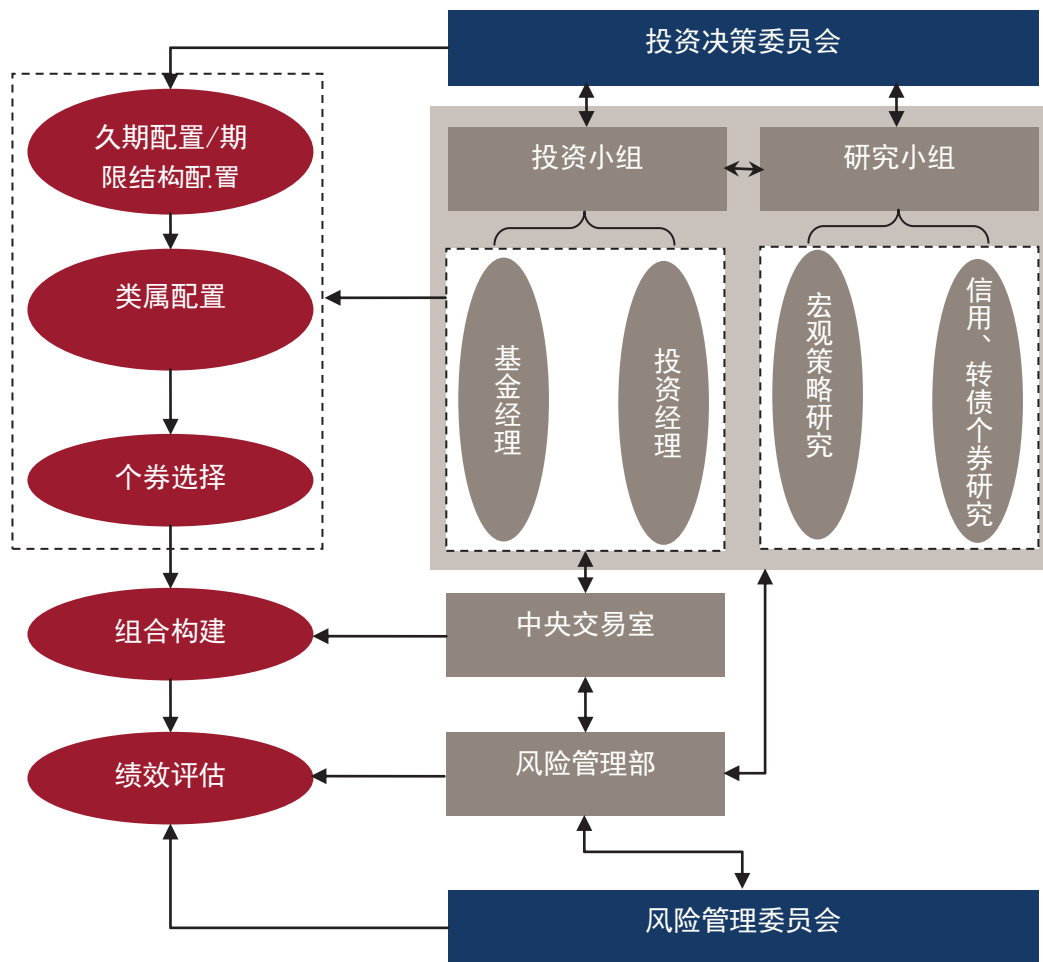 投资决策委员会
久期配置/期
限结构配置
投资小组
研究小组
类属配置
基金经理
投资经理
宏观策略研究
信用、转债个券研究
个券选择
组合构建
中央交易室
绩效评估
风险管理部
风险管理委员会